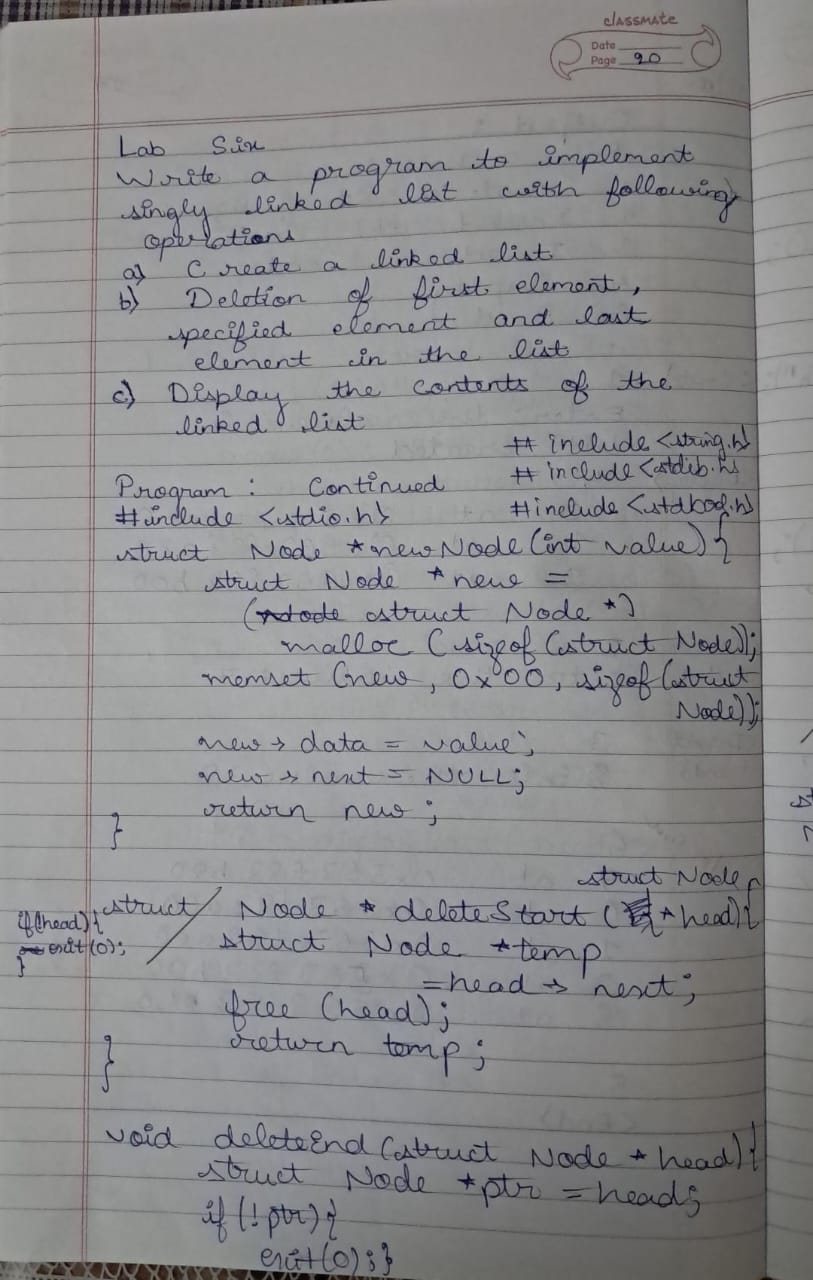 classmate
Date
Page 20
Lab Six
Write a program to implement
singly linked list with following
operations
a) Create a linked list
b) Deletion of first element,
specified element and last
element in the list
c) Display the contents of the
linked list
# include <string.h>
# include <stdlib.h>
Program : Continued
#include <stdio.h> #include <stdbool.h>
struct Node *newNode (int value) {
struct Node *new =
(struct Node *)
malloc (sizeof (struct Node));
memset (new, 0x00, sizeof (struct
Node));
new -> data = value;
new -> next = NULL;
return new;
}
struct Node
struct Node * deleteStart ( *head) {
if (head) {
exit (0);
}
struct Node *temp
= head -> next;
free (head);
return temp;
}
void deleteEnd (struct Node * head) {
struct Node *ptr = head;
if (! ptr) {
exit (0); }